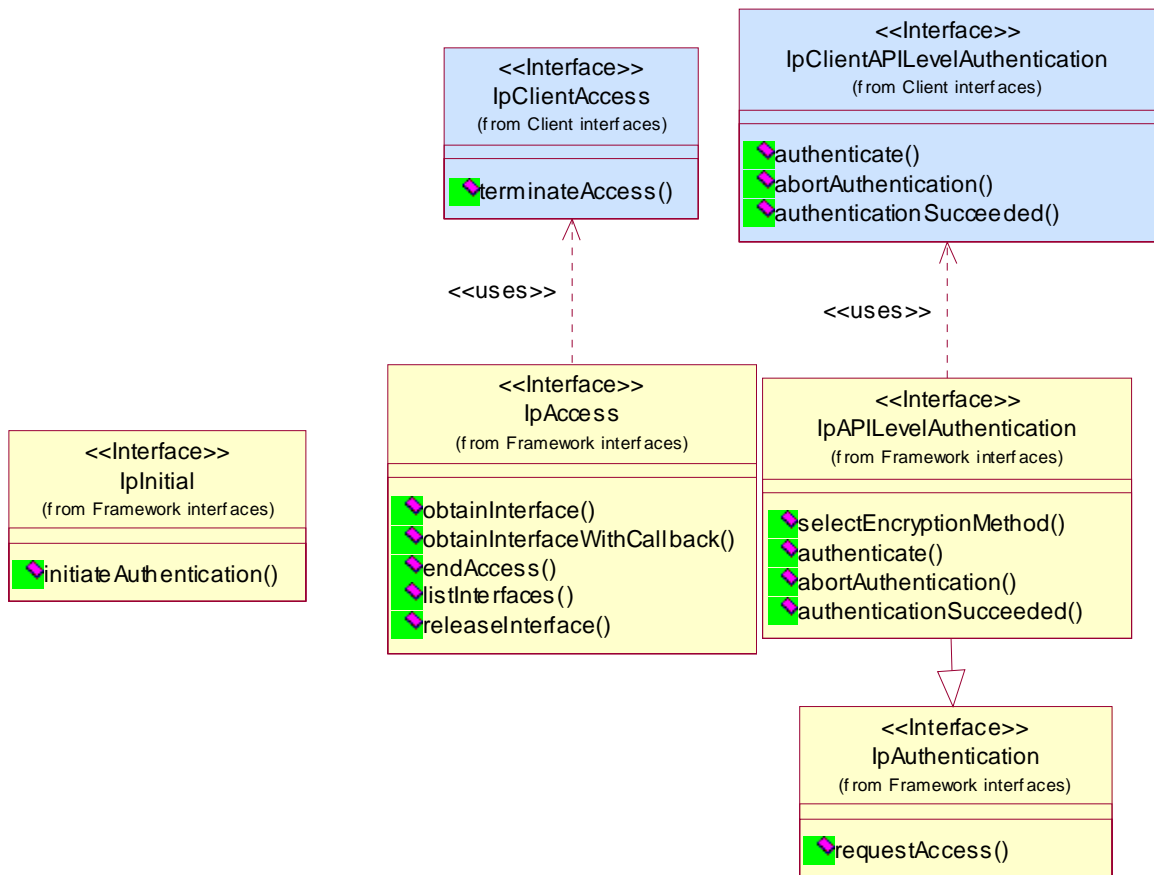 <<Interface>>
IpClientAccess
(from Client interfaces)
terminateAccess()
<<Interface>>
IpClientAPILevelAuthentication
(from Client interfaces)
authenticate()
abortAuthentication()
authenticationSucceeded()
<<uses>>
<<uses>>
<<Interface>>
IpInitial
(from Framework interfaces)
initiateAuthentication()
<<Interface>>
IpAccess
(from Framework interfaces)
obtainInterface()
obtainInterfaceWithCallback()
endAccess()
listInterfaces()
releaseInterface()
<<Interface>>
IpAPILevelAuthentication
(from Framework interfaces)
selectEncryptionMethod()
authenticate()
abortAuthentication()
authenticationSucceeded()
<<Interface>>
IpAuthentication
(from Framework interfaces)
requestAccess()